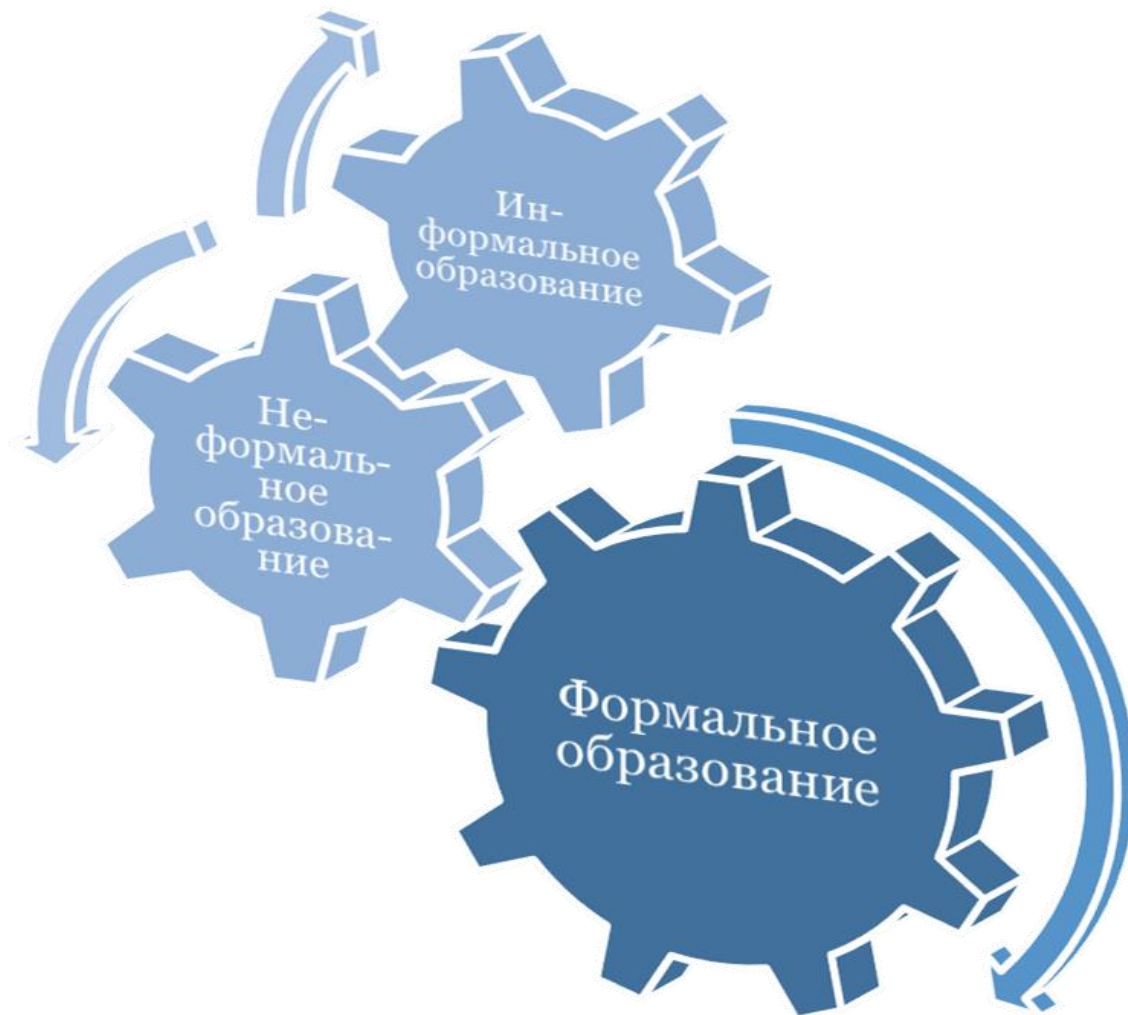 Ин-
формальное
образование
Не-
формаль-
ное
образова-
ние
Формальное
образование